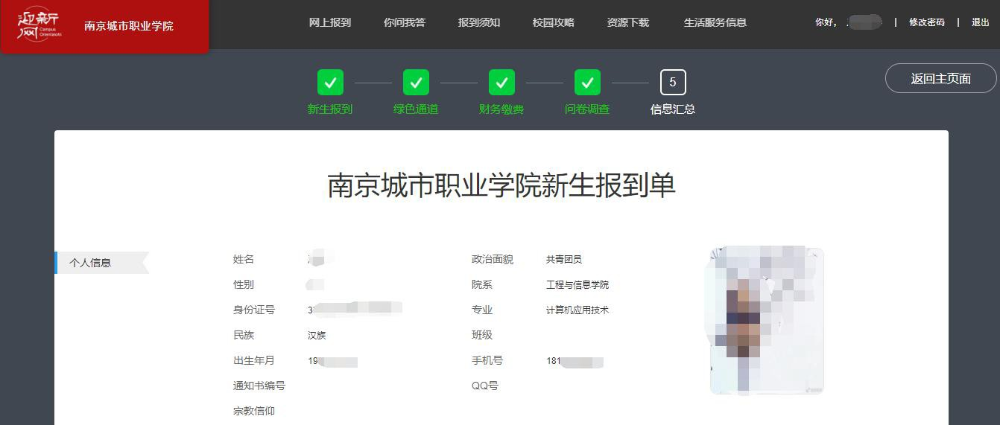 迎新网
Campus
Orientation
南京城市职业学院
网上报到
你问我答
报到须知
校园攻略
资源下载
生活服务信息
你好，
|
修改密码
|
退出
5
新生报到
绿色通道
财务缴费
问卷调查
信息汇总
返回主页面
南京城市职业学院新生报到单
个人信息
姓名
政治面貌 共青团员
性别
院系 工程与信息学院
身份证号 3
专业 计算机应用技术
民族 汉族
班级
出生年月 19
手机号 181
通知书编号
QQ号
宗教信仰